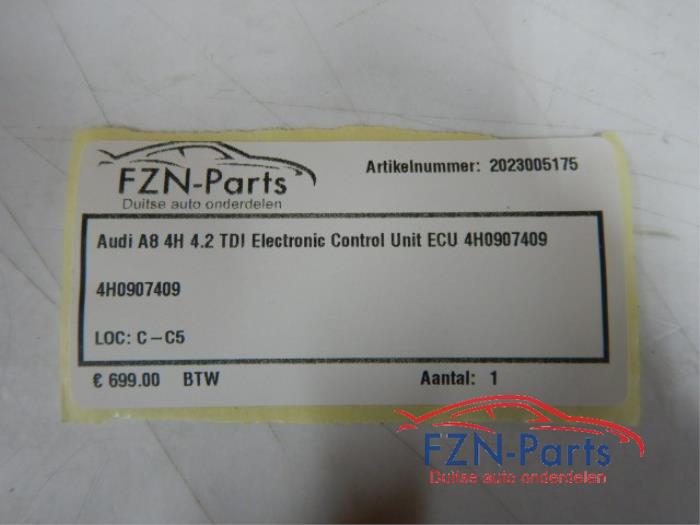 FZN-Parts
Duitse auto onderdelen
Artikelnummer: 2023005175
Audi A8 4H 4.2 TDI Electronic Control Unit ECU 4H0907409
4H0907409
LOC: C-C5
€ 699.00 BTW
Aantal: 1
FZN-Parts
Duitse auto onderdelen